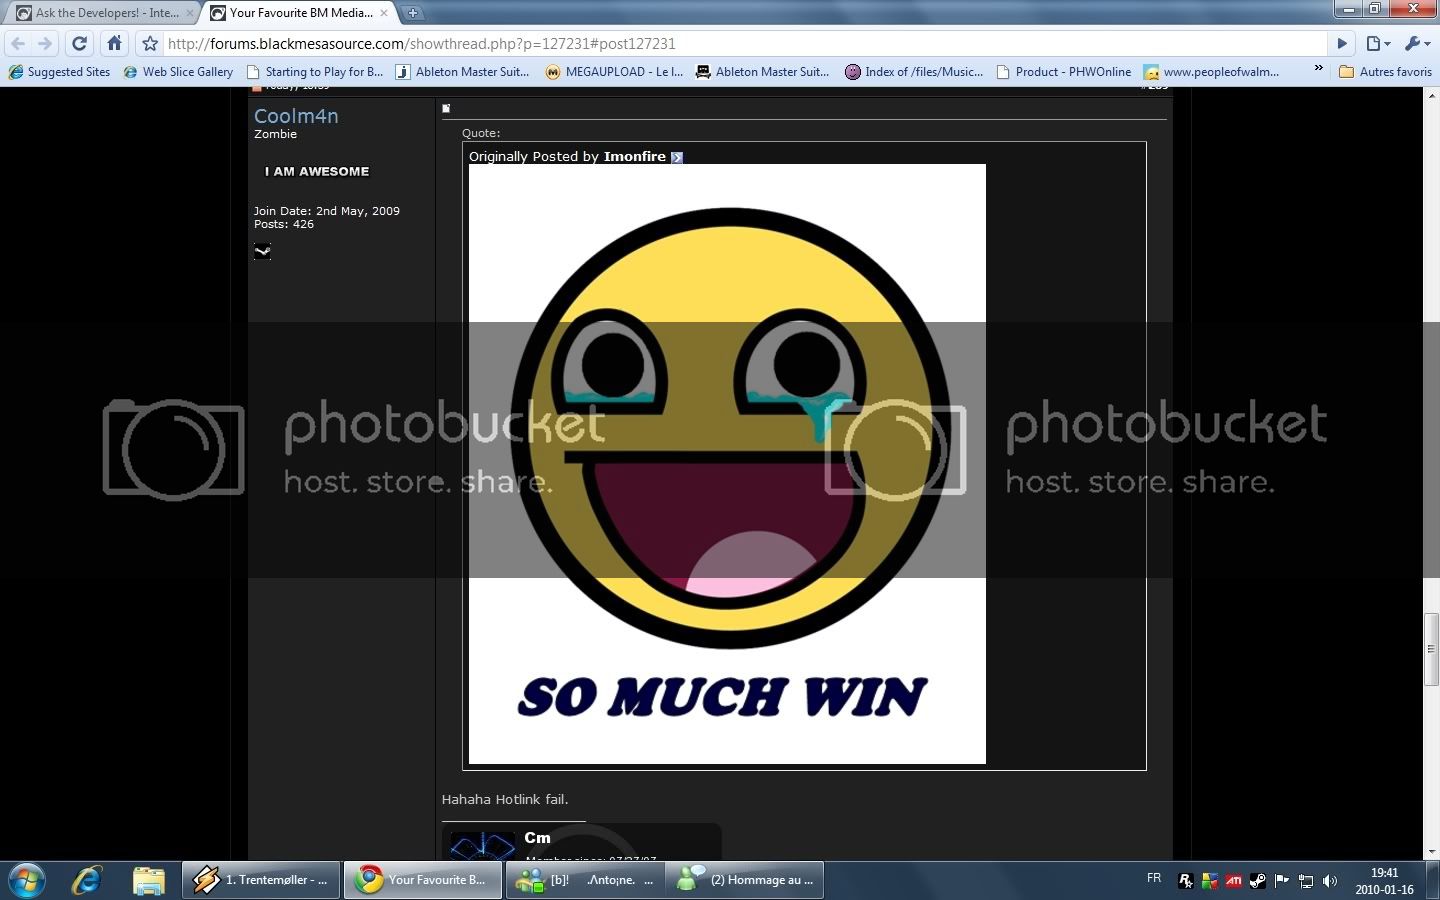 Ask the Developers! - Inte...
Your Favourite BM Media...
http://forums.blackmesasource.com/showthread.php?p=127231#post127231
Suggested Sites
Web Slice Gallery
Starting to Play for B...
Ableton Master Suit...
MEGAUPLOAD - Le l...
Ableton Master Suit...
Index of /files/Music...
Product - PHWOnline
www.peopleofwalm...
»
Autres favoris
Coolm4n
Zombie
I AM AWESOME
Join Date: 2nd May, 2009
Posts: 426
Quote:
Originally Posted by Imonfire
photobucket
host. store. share.
photobucket
host. store. share.
SO MUCH WIN
Hahaha Hotlink fail.
Cm
1. Trentemøller - ...
Your Favourite B...
[b]! .Λnto¡ne. ...
(2) Hommage au ...
FR
ATI
19:41
2010-01-16